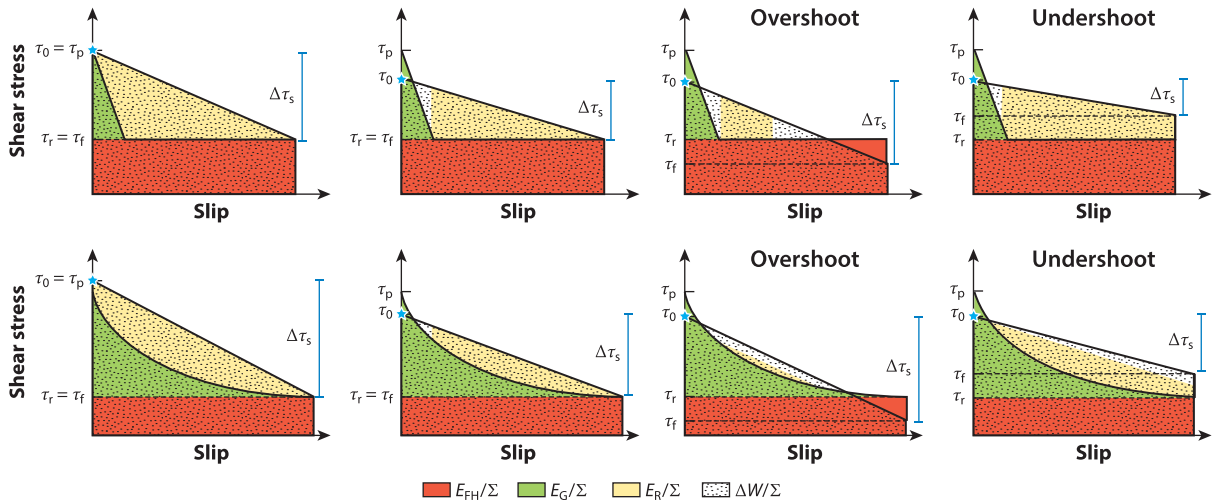 Overshoot
Undershoot
Shear stress
τ₀ = τₚ
τᵣ = τf
Δτₛ
Slip
τₚ
τ₀
τᵣ = τf
Δτₛ
Slip
τₚ
τ₀
τᵣ
τf
Δτₛ
Slip
τₚ
τ₀
τf
τᵣ
Δτₛ
Slip
Overshoot
Undershoot
Shear stress
τ₀ = τₚ
τᵣ = τf
Δτₛ
Slip
τₚ
τ₀
τᵣ = τf
Δτₛ
Slip
τₚ
τ₀
τᵣ
τf
Δτₛ
Slip
τₚ
τ₀
τf
τᵣ
Δτₛ
Slip
E_FH/Σ
E_G/Σ
E_R/Σ
ΔW/Σ